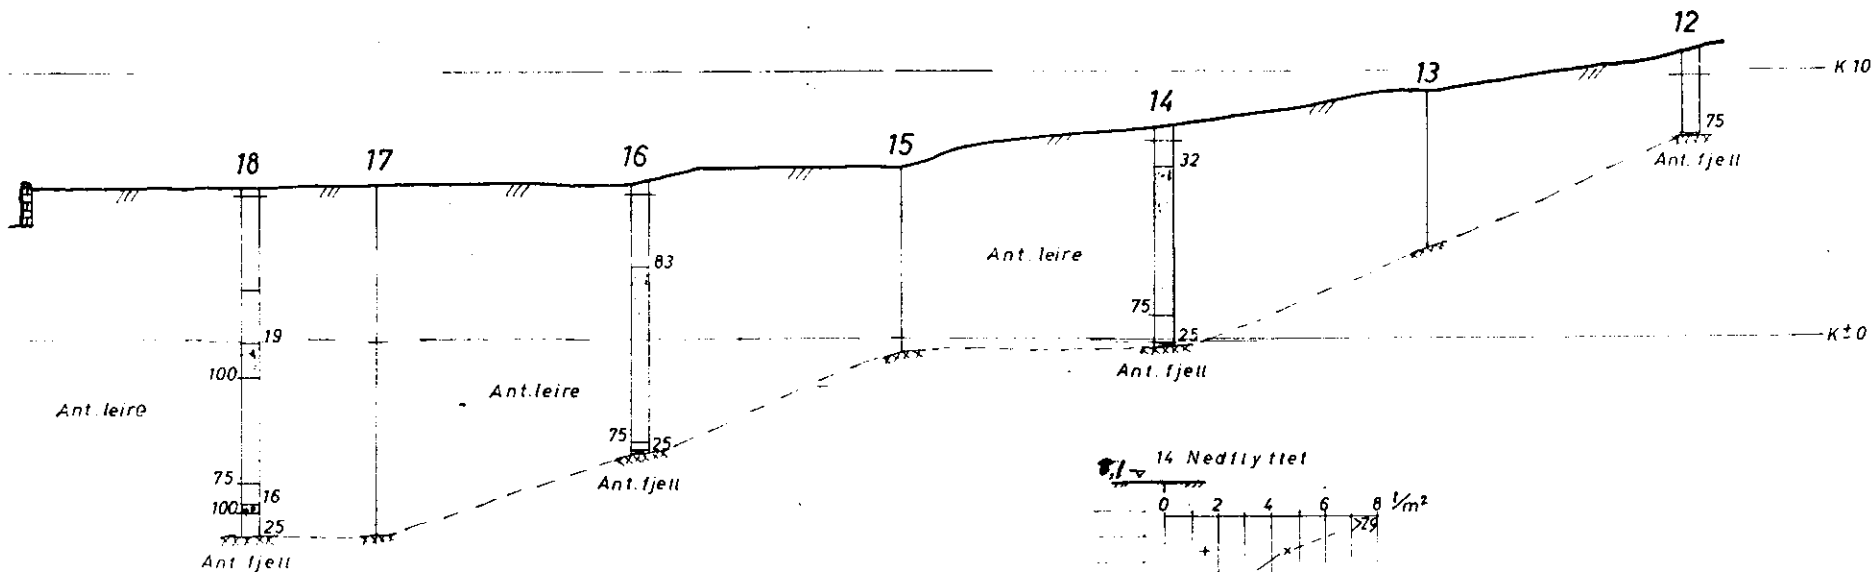 12
K 10
13
14
75
15
32
Ant. fjell
16
17
18
Ant. leire
83
75
K ± 0
19
25
100
Ant. fjell
Ant. leire
Ant. leire
75 25
14 Nedflyttet
75
Ant. fjell
16
0 2 4 6 8 t/m²
100
25
>29
Ant. fjell